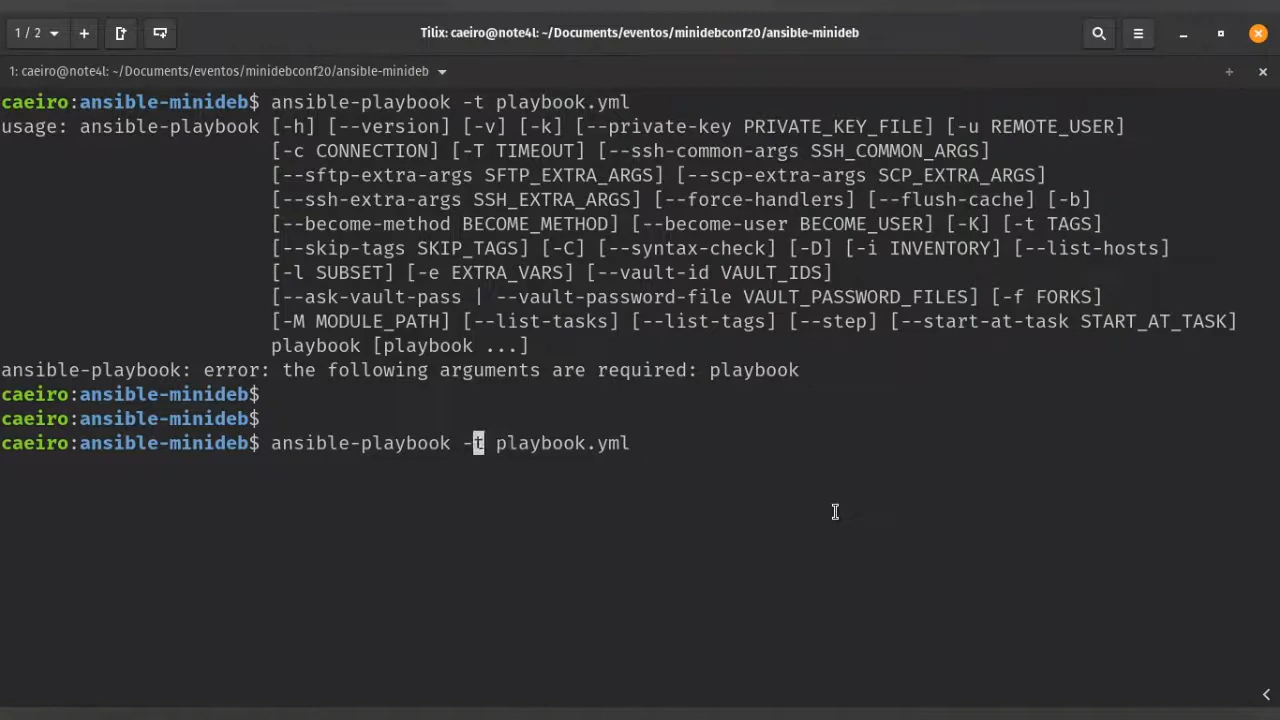 1 / 2
Tilix: caeiro@note4l: ~/Documents/eventos/minidebconf20/ansible-minideb
1: caeiro@note4l: ~/Documents/eventos/minidebconf20/ansible-minideb
caeiro:ansible-minideb$ ansible-playbook -t playbook.yml
usage: ansible-playbook [-h] [--version] [-v] [-k] [--private-key PRIVATE_KEY_FILE] [-u REMOTE_USER]
[-c CONNECTION] [-T TIMEOUT] [--ssh-common-args SSH_COMMON_ARGS]
[--sftp-extra-args SFTP_EXTRA_ARGS] [--scp-extra-args SCP_EXTRA_ARGS]
[--ssh-extra-args SSH_EXTRA_ARGS] [--force-handlers] [--flush-cache] [-b]
[--become-method BECOME_METHOD] [--become-user BECOME_USER] [-K] [-t TAGS]
[--skip-tags SKIP_TAGS] [-C] [--syntax-check] [-D] [-i INVENTORY] [--list-hosts]
[-l SUBSET] [-e EXTRA_VARS] [--vault-id VAULT_IDS]
[--ask-vault-pass | --vault-password-file VAULT_PASSWORD_FILES] [-f FORKS]
[-M MODULE_PATH] [--list-tasks] [--list-tags] [--step] [--start-at-task START_AT_TASK]
playbook [playbook ...]
ansible-playbook: error: the following arguments are required: playbook
caeiro:ansible-minideb$
caeiro:ansible-minideb$
caeiro:ansible-minideb$ ansible-playbook -t playbook.yml